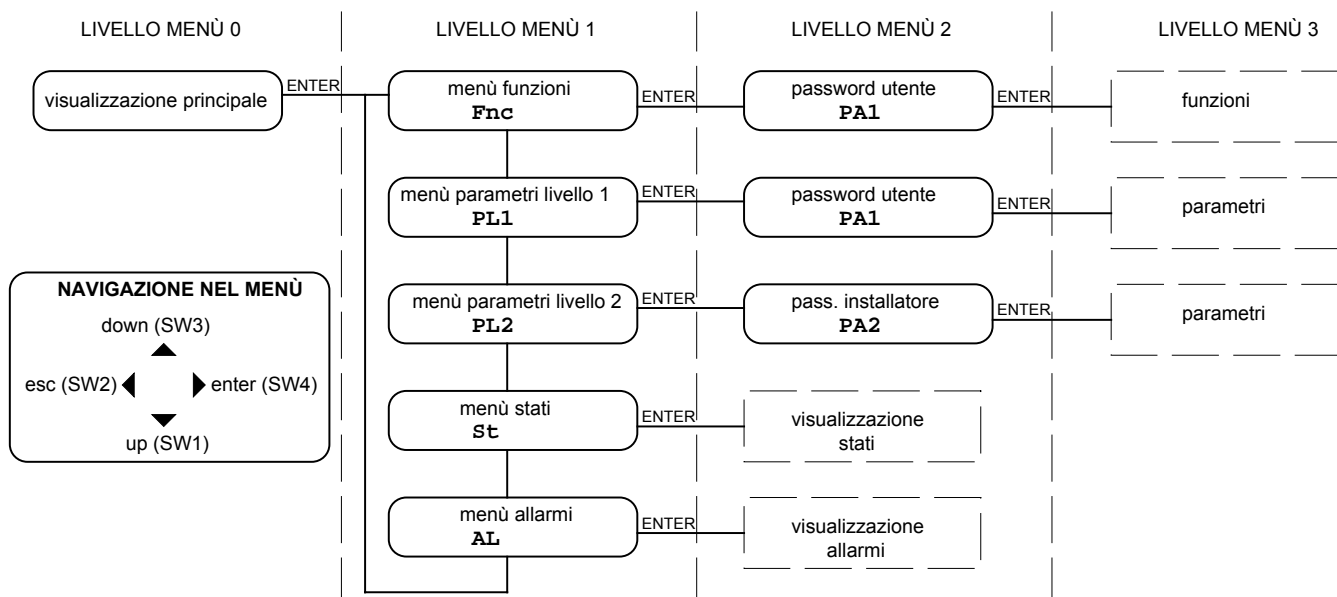 LIVELLO MENÙ 0
LIVELLO MENÙ 1
LIVELLO MENÙ 2
LIVELLO MENÙ 3
visualizzazione principale
ENTER
menù funzioni
Fnc
ENTER
password utente
PA1
ENTER
funzioni
menù parametri livello 1
PL1
ENTER
password utente
PA1
ENTER
parametri
menù parametri livello 2
PL2
ENTER
pass. installatore
PA2
ENTER
parametri
menù stati
St
ENTER
visualizzazione
stati
menù allarmi
AL
ENTER
visualizzazione
allarmi
NAVIGAZIONE NEL MENÙ
down (SW3)
esc (SW2)
enter (SW4)
up (SW1)